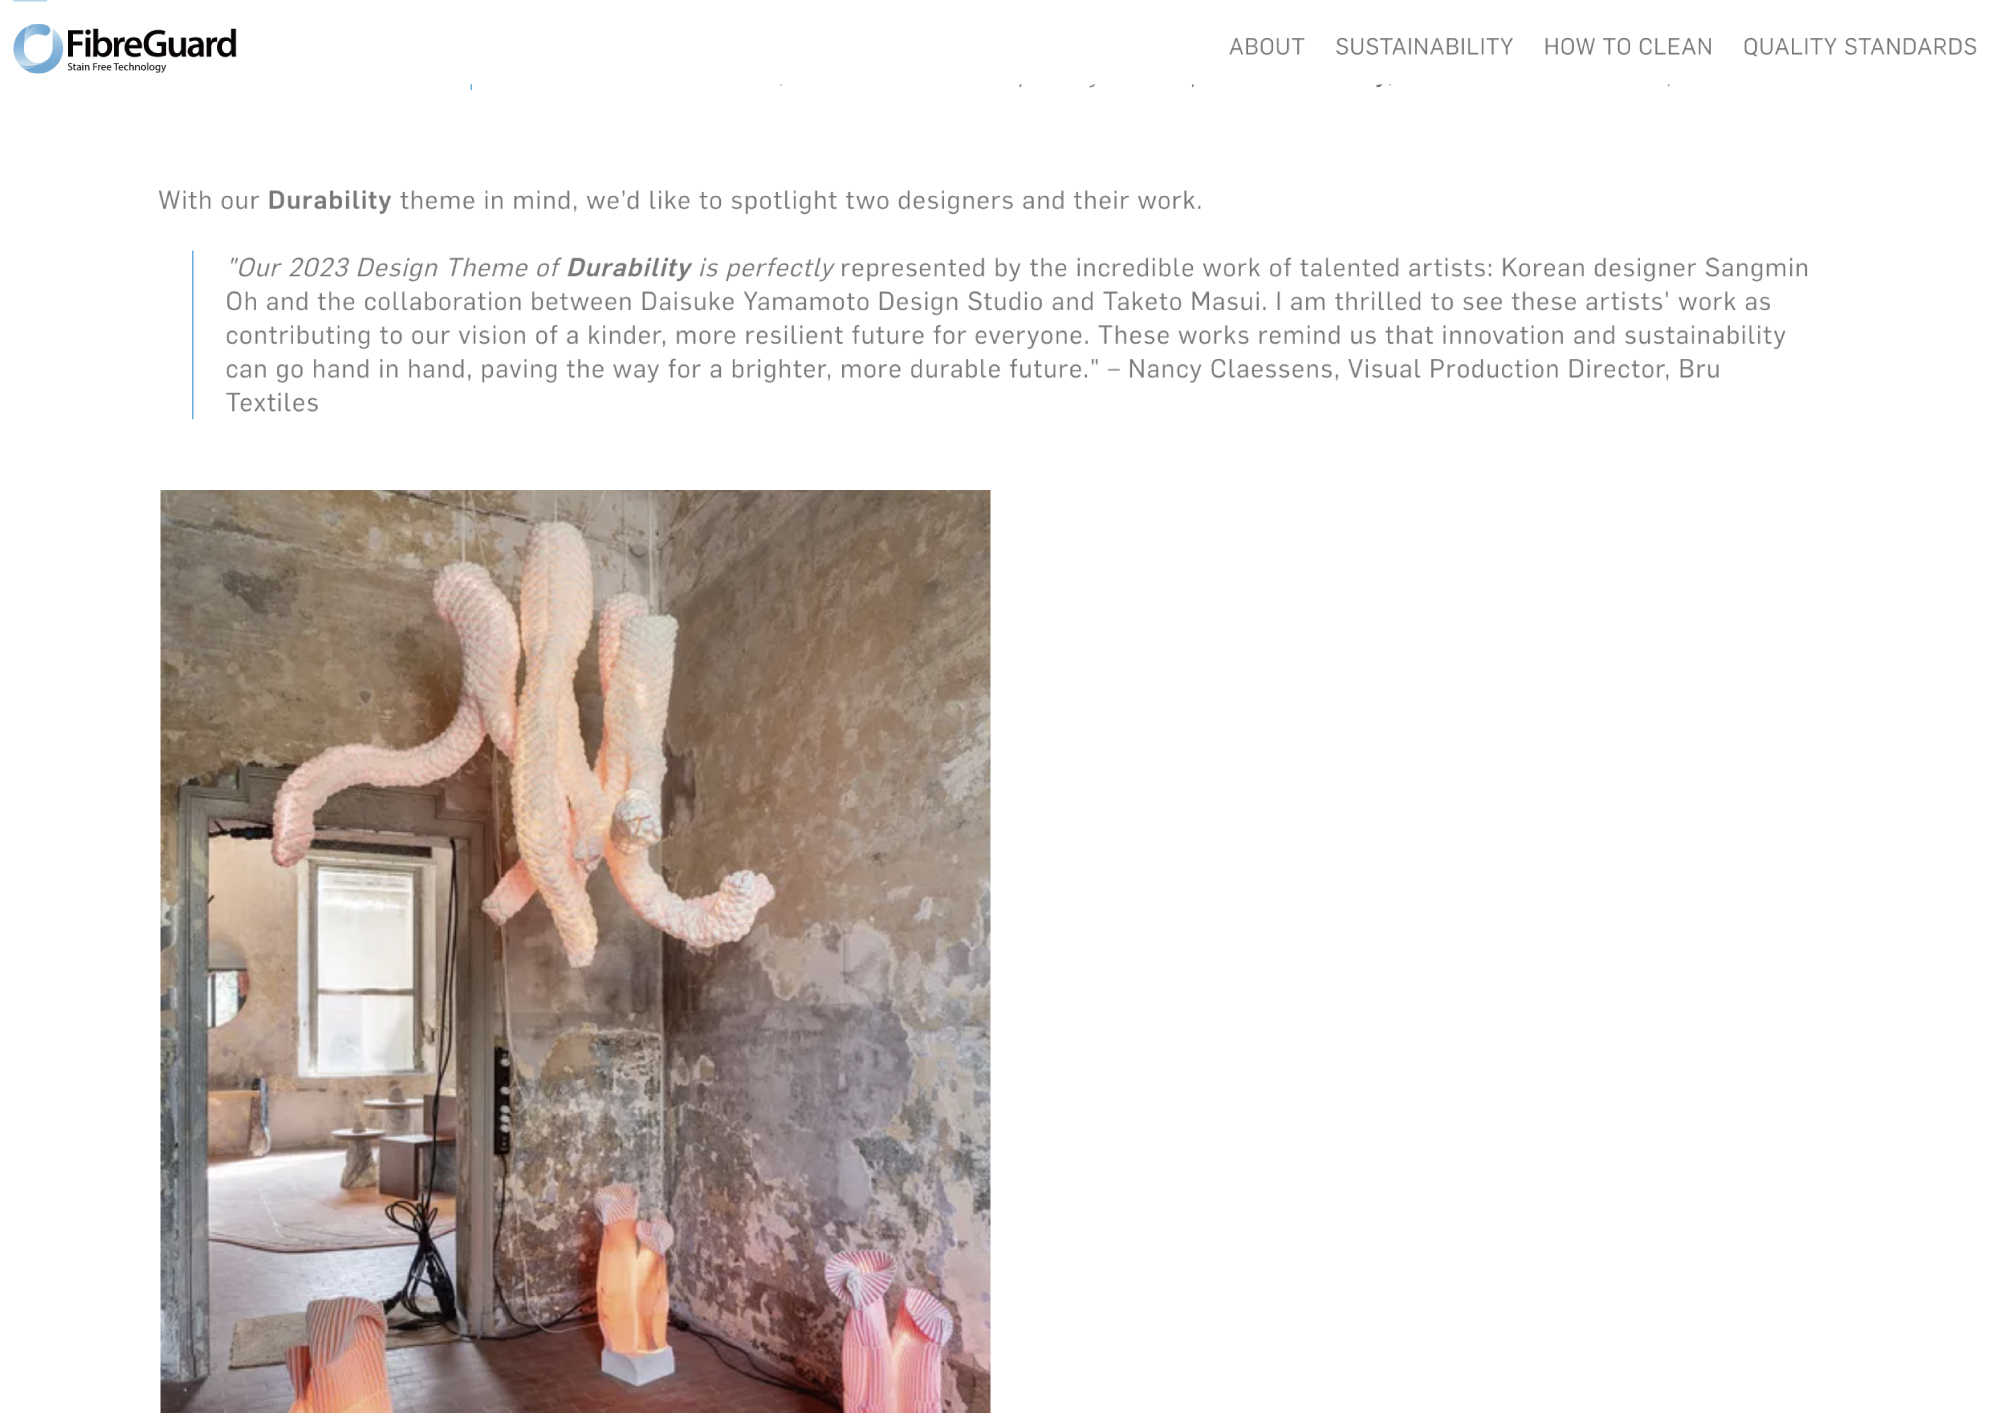 FibreGuard
Stain Free Technology
ABOUT SUSTAINABILITY HOW TO CLEAN QUALITY STANDARDS
With our Durability theme in mind, we'd like to spotlight two designers and their work.
"Our 2023 Design Theme of Durability is perfectly represented by the incredible work of talented artists: Korean designer Sangmin
Oh and the collaboration between Daisuke Yamamoto Design Studio and Taketo Masui. I am thrilled to see these artists' work as
contributing to our vision of a kinder, more resilient future for everyone. These works remind us that innovation and sustainability
can go hand in hand, paving the way for a brighter, more durable future." – Nancy Claessens, Visual Production Director, Bru
Textiles